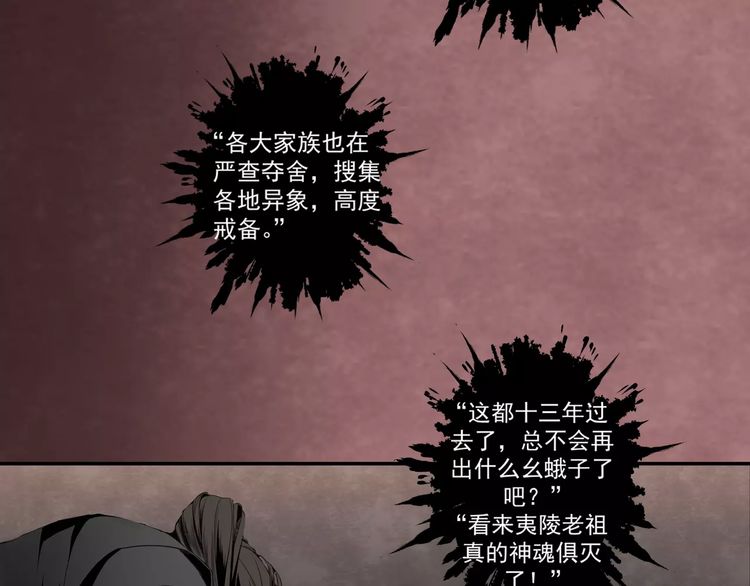 “各大家族也在
严查夺舍，搜集
各地异象，高度
戒备。”
“这都十三年过
去了，总不会再
出什么幺蛾子了
吧？”
“看来夷陵老祖
真的神魂俱灭
了！”